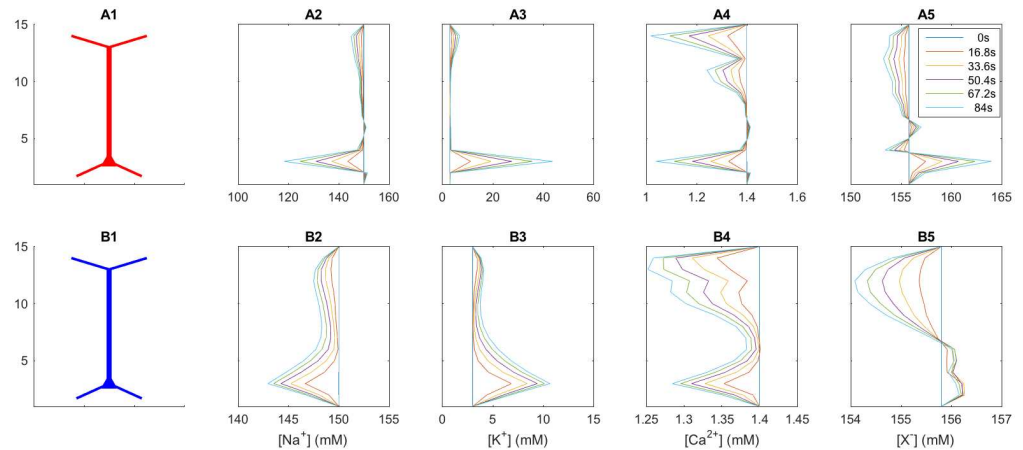 A1 A2 A3 A4 A5
15
10
5
0s
16.8s
33.6s
50.4s
67.2s
84s
100 120 140 160 0 20 40 60 1 1.2 1.4 1.6 150 155 160 165
B1 B2 B3 B4 B5
15
10
5
140 145 150 155 0 5 10 15 1.25 1.3 1.35 1.4 1.45 154 155 156 157
[Na⁺] (mM) [K⁺] (mM) [Ca²⁺] (mM) [X⁻] (mM)